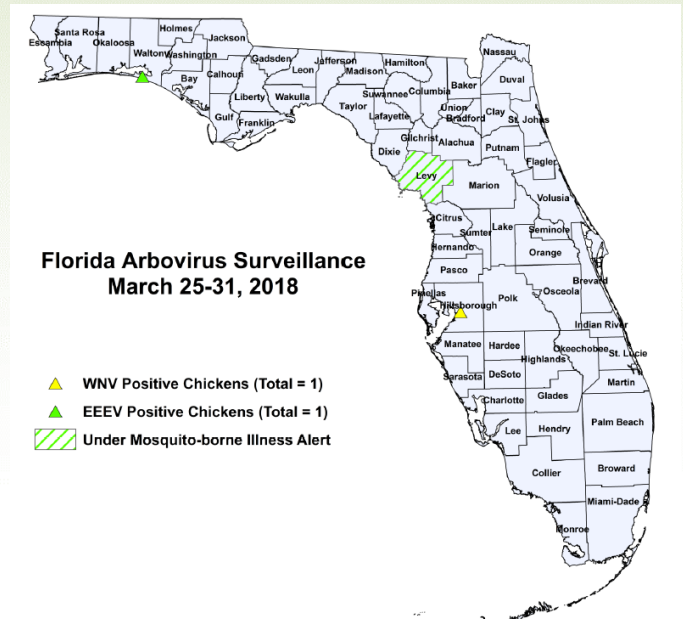 Holmes
Santa Rosa
Jackson
Escambia
Okaloosa
Walton
Washington
Nassau
Gadsden
Jefferson
Hamilton
Leon
Madison
Calhoun
Bay
Baker
Duval
Suwannee
Columbia
Liberty
Wakulla
Taylor
Union
Clay
St. Johns
Lafayette
Bradford
Gulf
Franklin
Gilchrist
Alachua
Putnam
Dixie
Flagler
Levy
Marion
Volusia
Citrus
Lake
Sumter
Seminole
Hernando
Orange
Florida Arbovirus Surveillance
March 25-31, 2018
Pasco
Brevard
Pinellas
Osceola
Hillsborough
Polk
Indian River
Manatee
Hardee
Okeechobee
St. Lucie
Highlands
Sarasota
DeSoto
Martin
Charlotte
Glades
Lee
Hendry
Palm Beach
Collier
Broward
Miami-Dade
Monroe
WNV Positive Chickens (Total = 1)
EEEV Positive Chickens (Total = 1)
Under Mosquito-borne Illness Alert